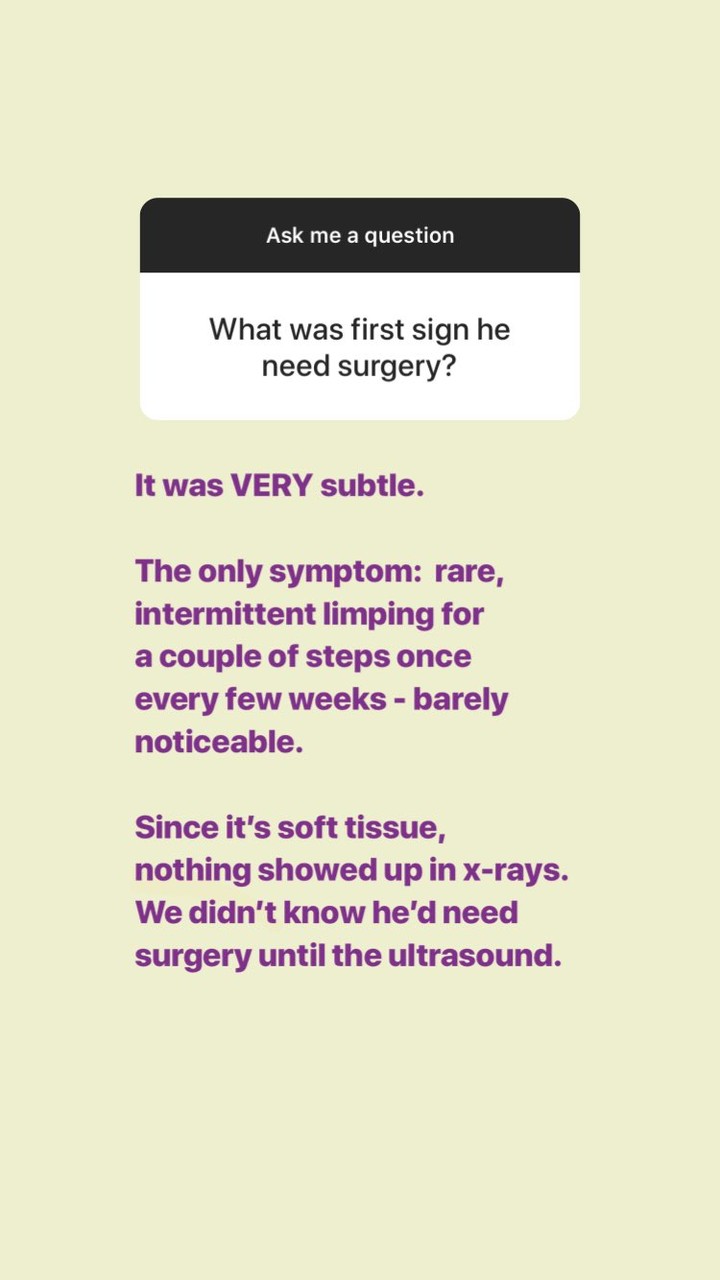 Ask me a question
What was first sign he
need surgery?
It was VERY subtle.
The only symptom:  rare,
intermittent limping for
a couple of steps once
every few weeks - barely
noticeable.
Since it’s soft tissue,
nothing showed up in x-rays.
We didn’t know he’d need
surgery until the ultrasound.